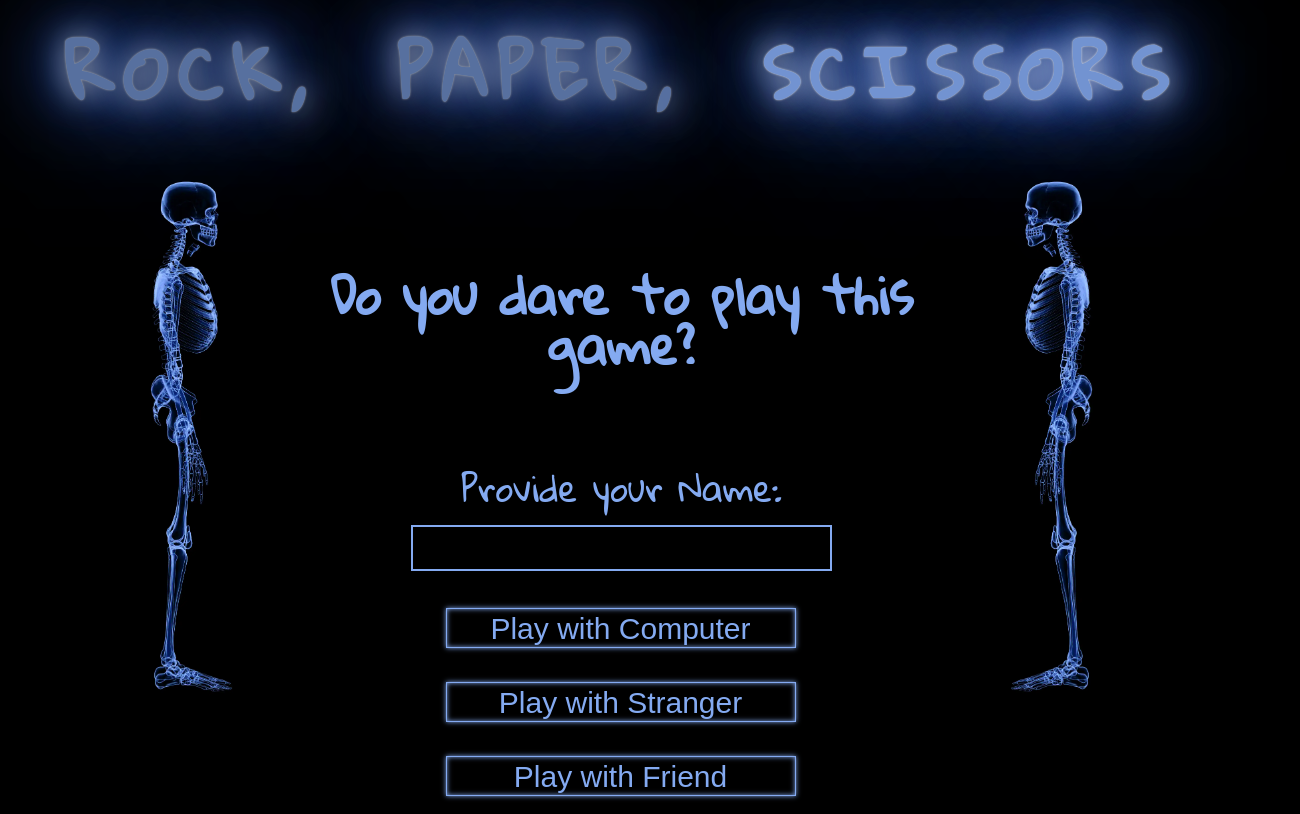 ROCK, PAPER, SCISSORS
Do you dare to play this
game?
Provide your Name:
Play with Computer
Play with Stranger
Play with Friend